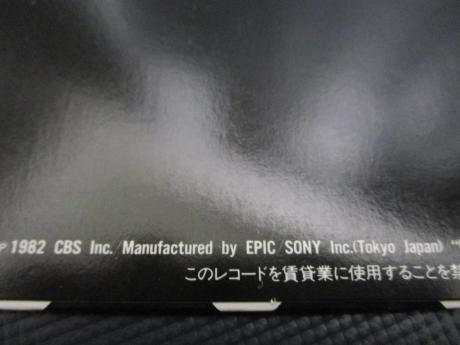 ℗1982 CBS Inc./Manufactured by EPIC/SONY Inc.(Tokyo Japan) “
このレコードを賃貸業に使用することを禁